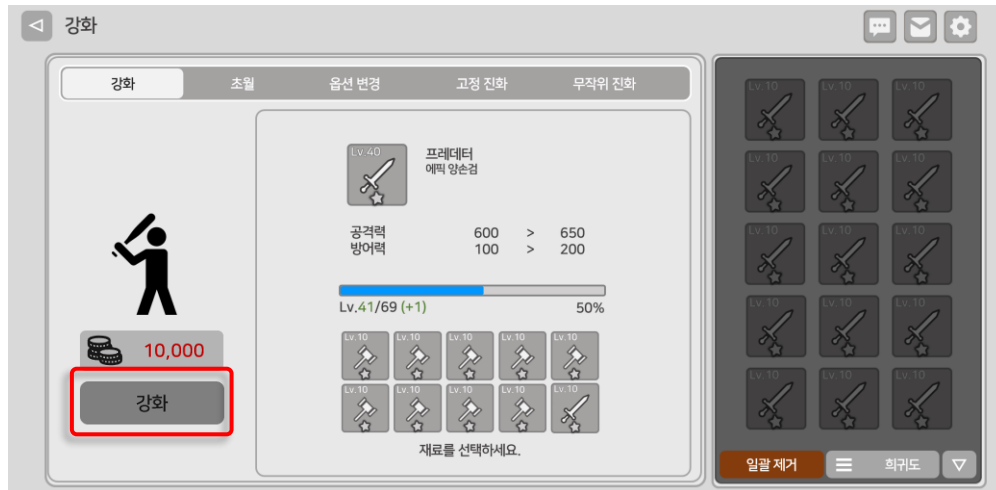 강화
강화 초월 옵션 변경 고정 진화 무작위 진화
Lv.40
프레데터
에픽 양손검
공격력 600 > 650
방어력 100 > 200
Lv.41/69 (+1) 50%
10,000
강화
Lv.10 Lv.10 Lv.10 Lv.10 Lv.10
Lv.10 Lv.10 Lv.10 Lv.10 Lv.10
재료를 선택하세요.
Lv.10 Lv.10 Lv.10
Lv.10 Lv.10 Lv.10
Lv.10 Lv.10 Lv.10
Lv.10 Lv.10 Lv.10
Lv.10 Lv.10 Lv.10
일괄 제거 희귀도